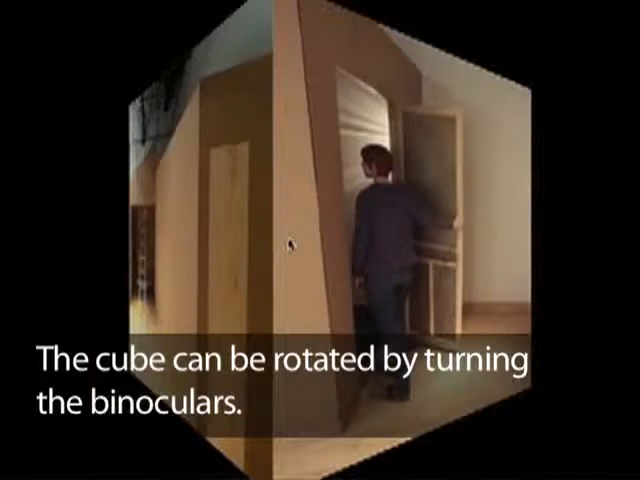 The cube can be rotated by turning
the binoculars.